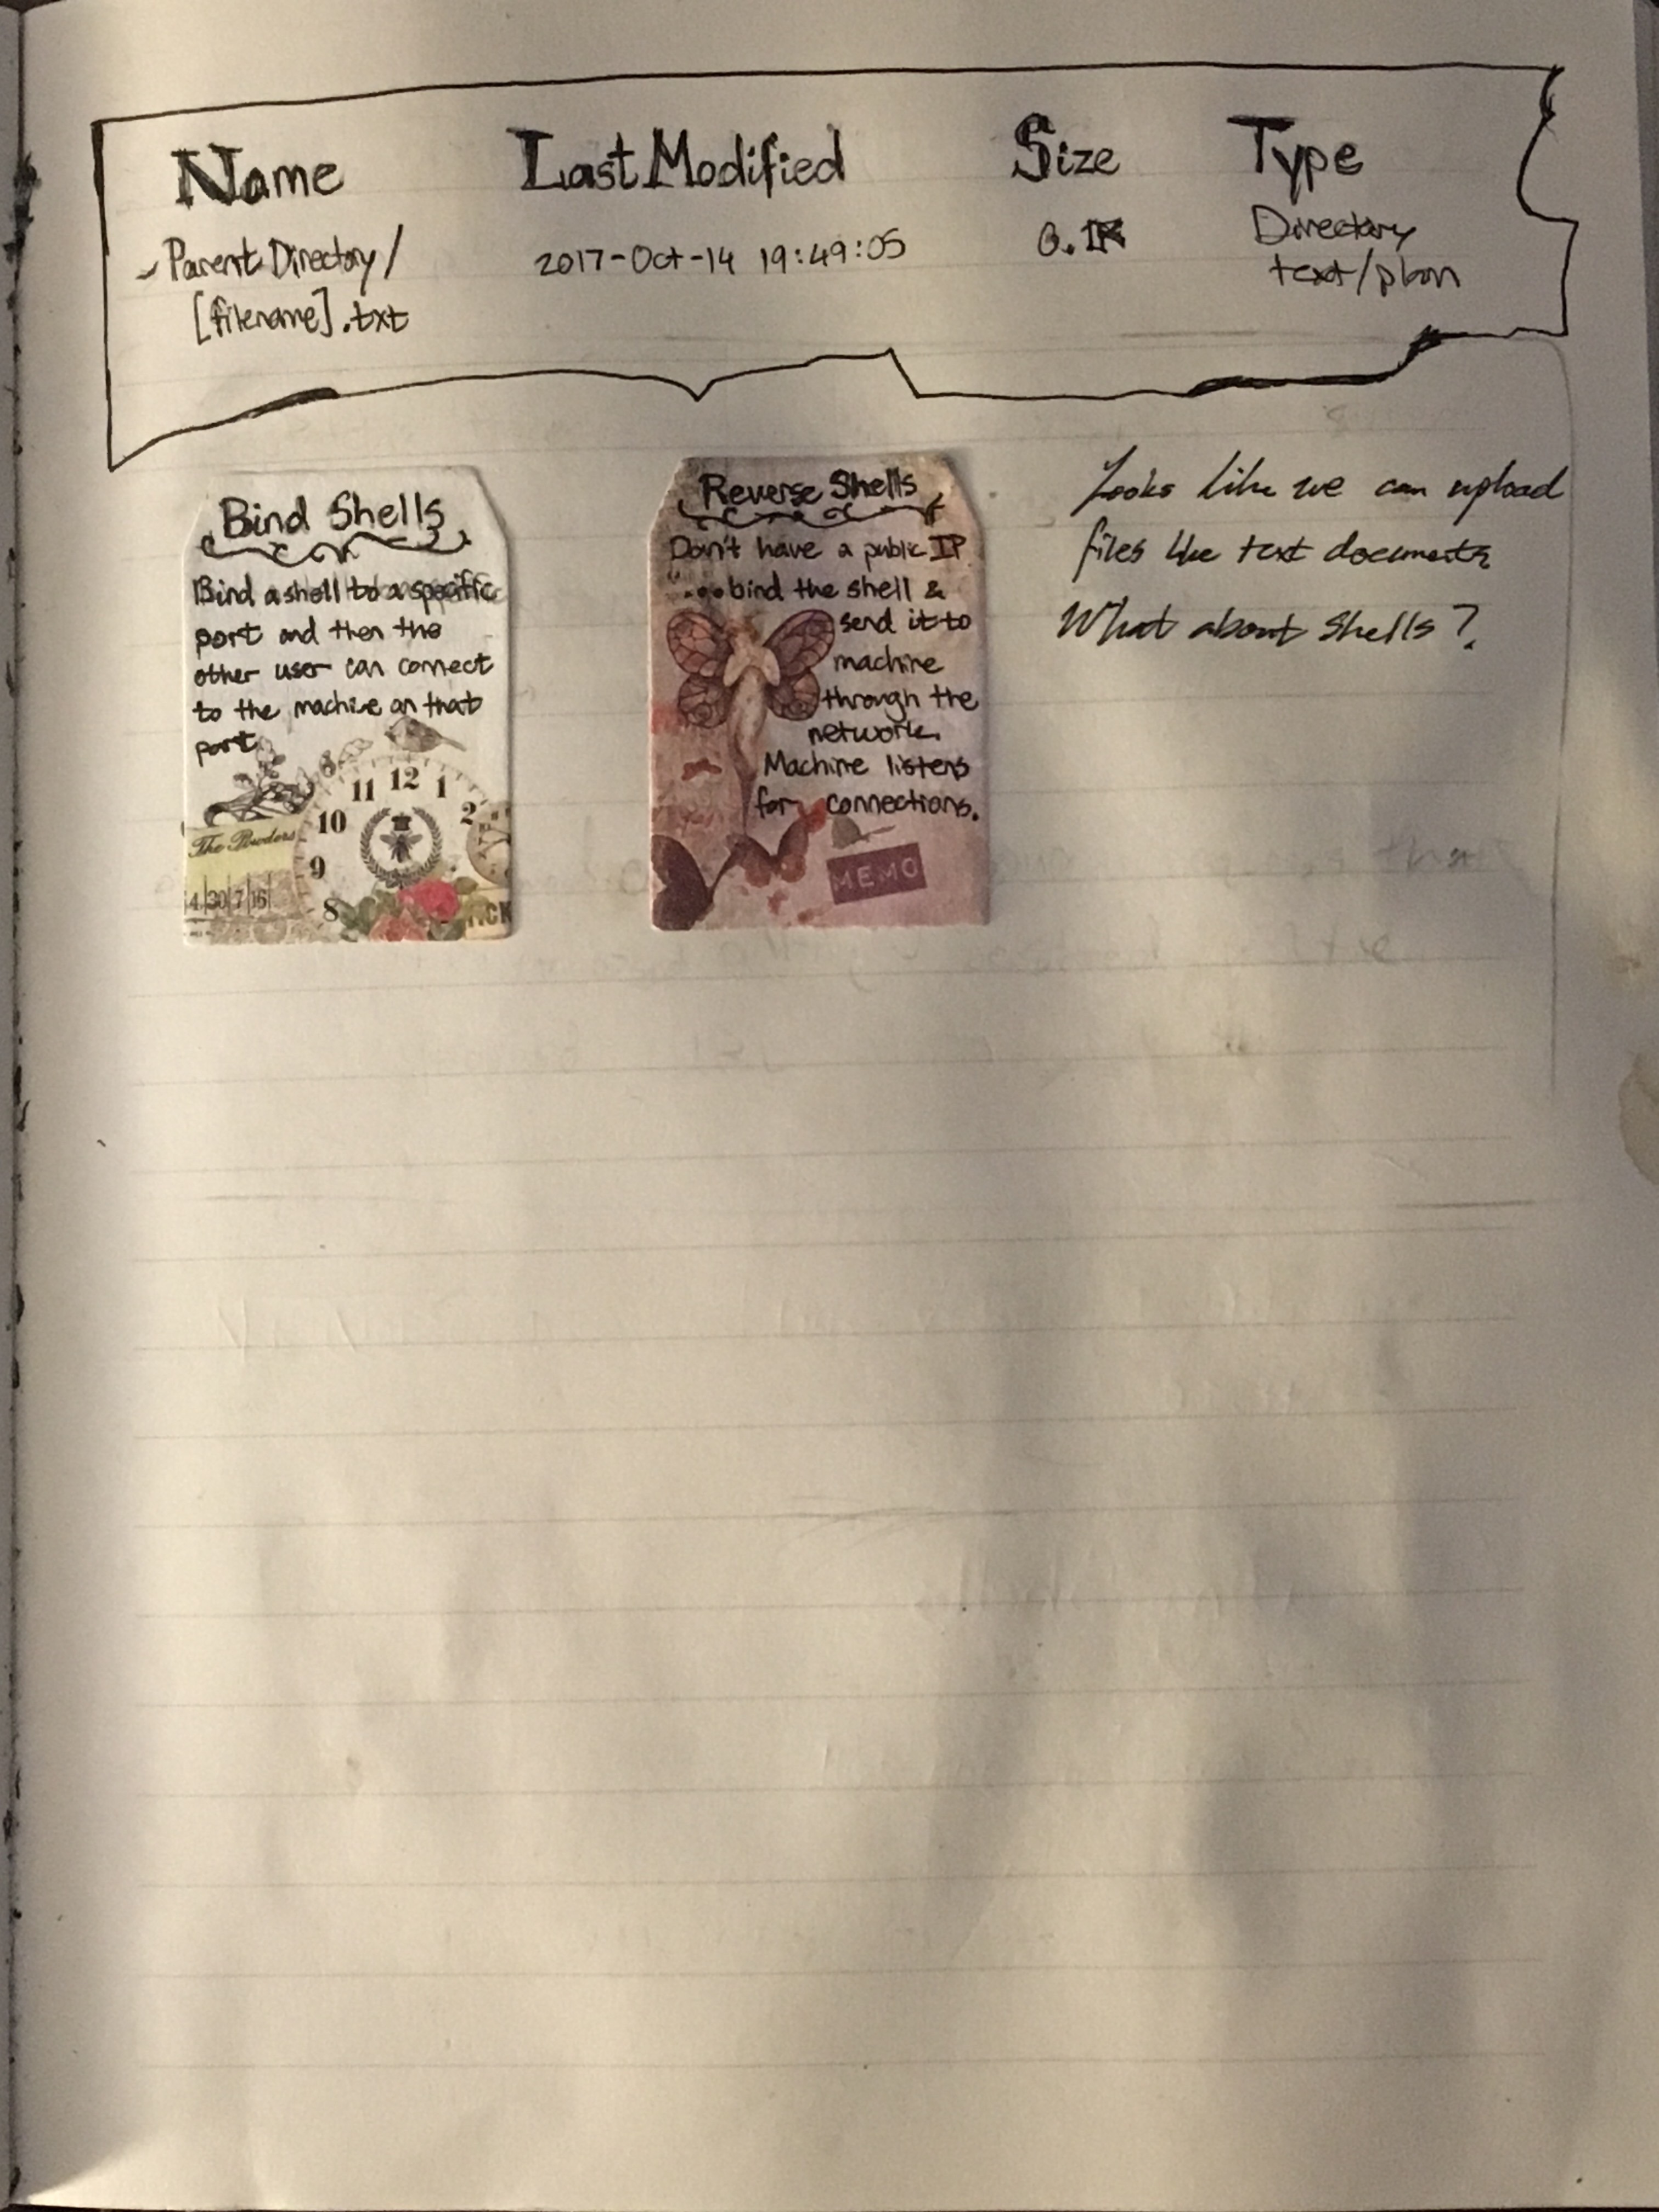 Name Last Modified Size Type
Parent Directory/ 2017-Oct-14 19:49:05 0.1K Directory
[filename].txt text/plain
Bind Shells
Bind a shell to a specific
port and then the
other user can connect
to the machine on that
port
8 11 12 1
10 2
9
8
The Powders
4 30 7 16
Reverse Shells
Don't have a public IP
...bind the shell &
send it to
machine
through the
network.
Machine listens
for connections.
MEMO
Looks like we can upload
files like text documents
What about shells?